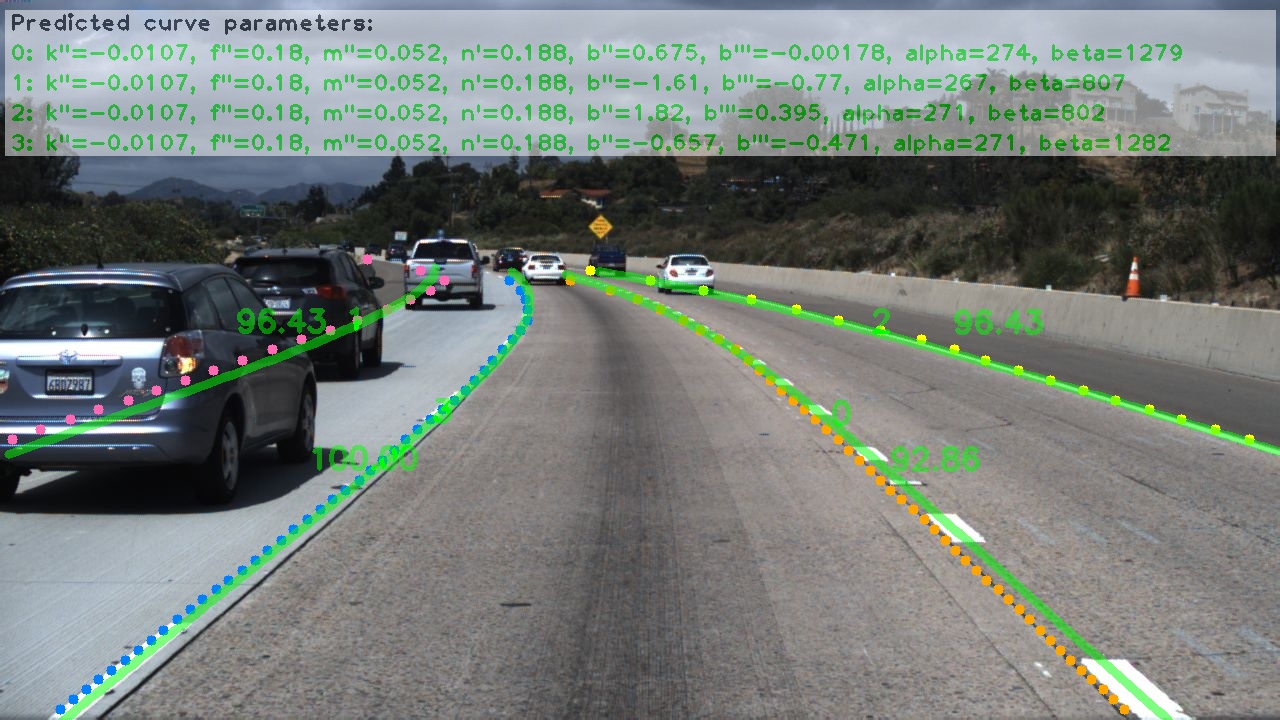 Predicted curve parameters:
0: k"=-0.0107, f"=0.18, m"=0.052, n'=0.188, b"=0.675, b'''=-0.00178, alpha=274, beta=1279
1: k"=-0.0107, f"=0.18, m"=0.052, n'=0.188, b"=-1.61, b'''=-0.77, alpha=267, beta=807
2: k"=-0.0107, f"=0.18, m"=0.052, n'=0.188, b"=1.82, b'''=0.395, alpha=271, beta=802
3: k"=-0.0107, f"=0.18, m"=0.052, n'=0.188, b"=-0.657, b'''=-0.471, alpha=271, beta=1282
96.43 1
2 96.43
0
100.00
92.86